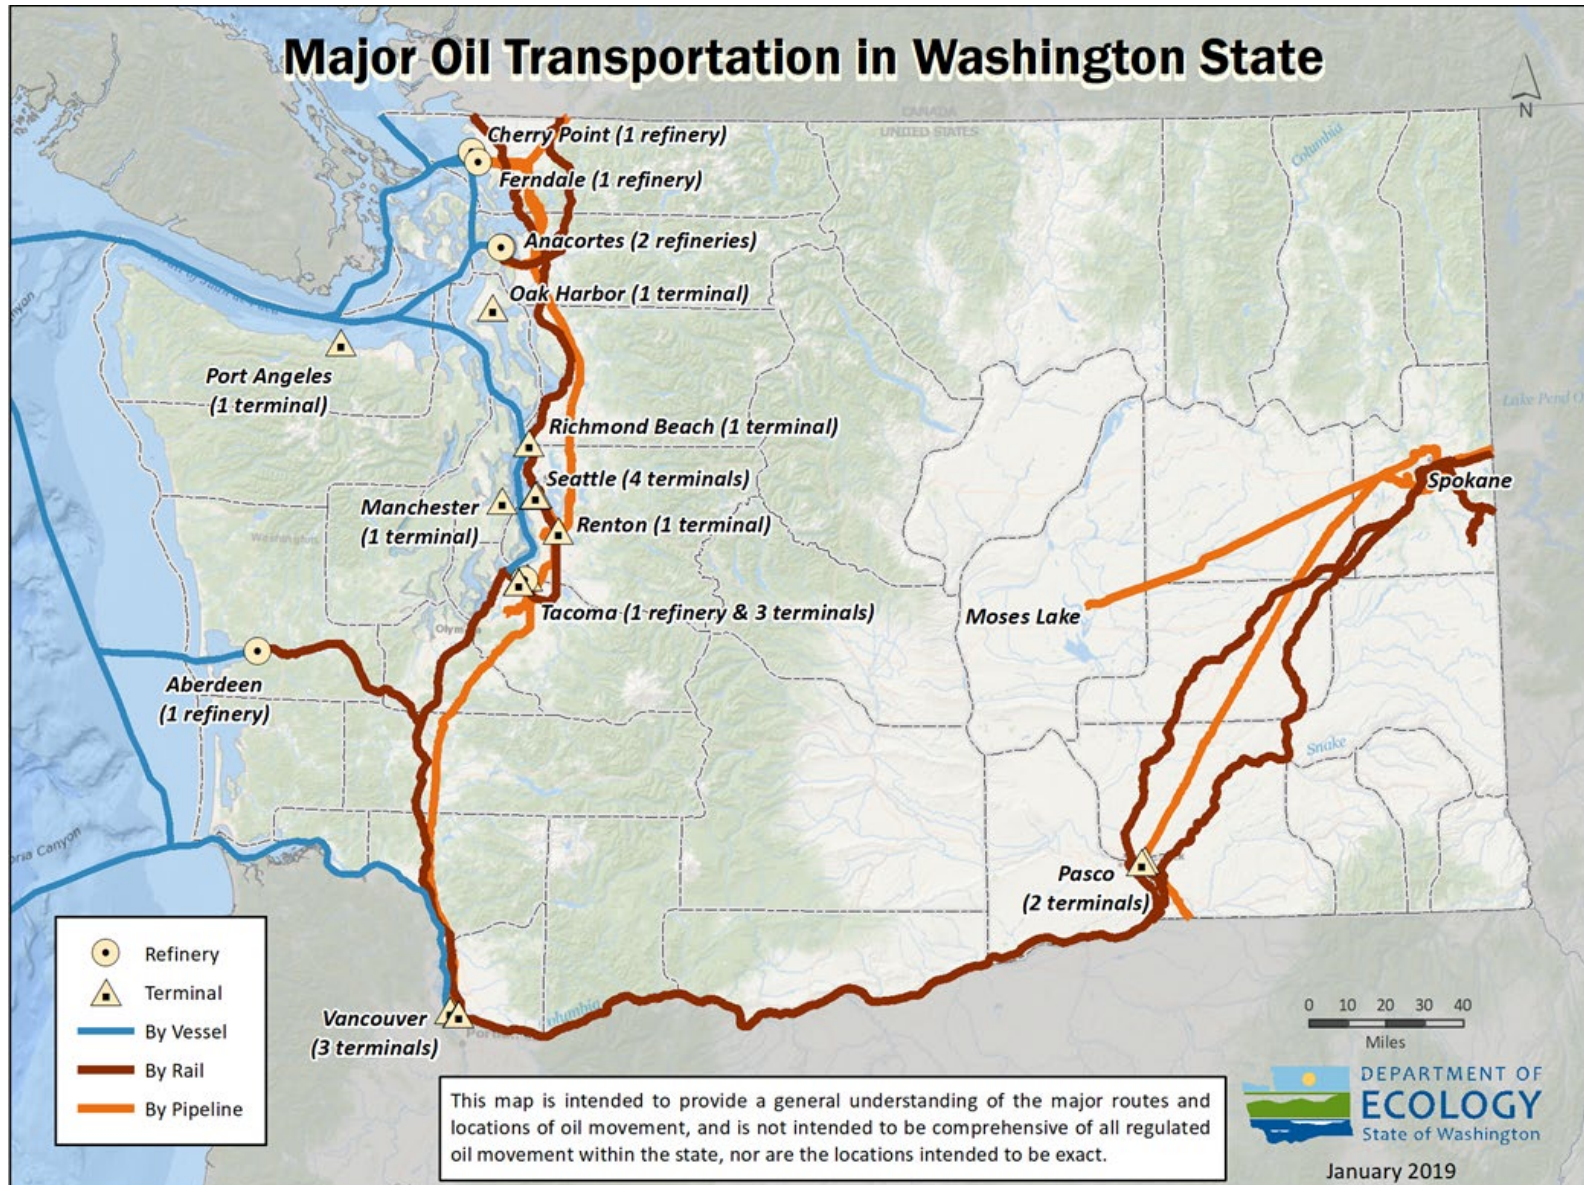 Major Oil Transportation in Washington State
N
CANADA
UNITED STATES
Columbia
Cherry Point (1 refinery)
Ferndale (1 refinery)
Anacortes (2 refineries)
Oak Harbor (1 terminal)
Port Angeles
(1 terminal)
Lake Pend O
Richmond Beach (1 terminal)
Seattle (4 terminals)
Spokane
Manchester
(1 terminal)
Renton (1 terminal)
Washington
Tacoma (1 refinery & 3 terminals)
Moses Lake
Aberdeen
(1 refinery)
Snake
Canyon
Pasco
(2 terminals)
Refinery
Terminal
By Vessel
By Rail
By Pipeline
Vancouver
(3 terminals)
olumbia
0 10 20 30 40
Miles
This map is intended to provide a general understanding of the major routes and
locations of oil movement, and is not intended to be comprehensive of all regulated
oil movement within the state, nor are the locations intended to be exact.
DEPARTMENT OF
ECOLOGY
State of Washington
January 2019